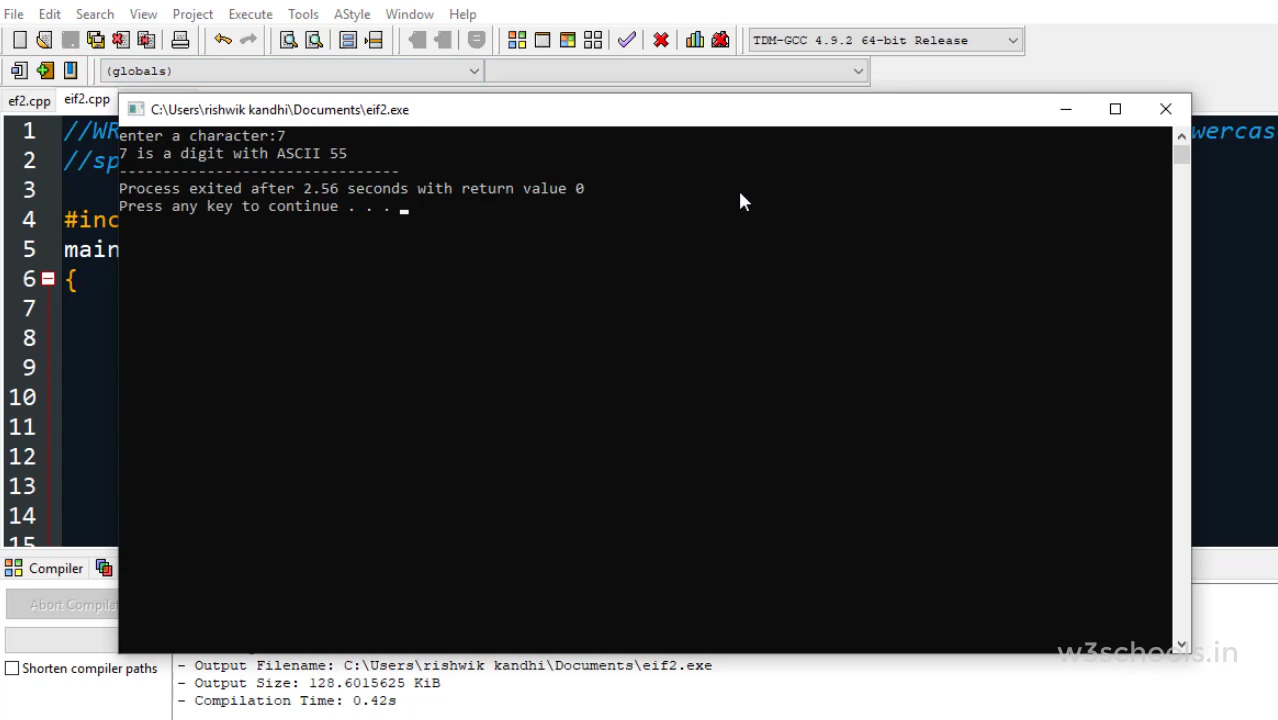 File Edit Search View Project Execute Tools AStyle Window Help
TDM-GCC 4.9.2 64-bit Release
(globals)
ef2.cpp eif2.cpp
C:\Users\rishwik kandhi\Documents\eif2.exe
1 //WR
wercas
enter a character:7
7 is a digit with ASCII 55
--------------------------------
Process exited after 2.56 seconds with return value 0
Press any key to continue . . .
2 //sp
3
4 #inc
5 main
6 {
7
8
9
10
11
12
13
14
15
Compiler
Abort Compila
Shorten compiler paths
- Output Filename: C:\Users\rishwik kandhi\Documents\eif2.exe
- Output Size: 128.6015625 KiB
- Compilation Time: 0.42s
w3schools.in